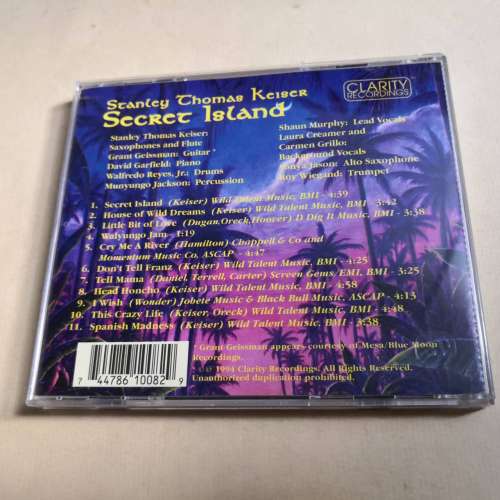 CLARITY
RECORDINGS
Stanley Thomas Keiser
Secret Island
Stanley Thomas Keiser:
Saxophones and Flute
Grant Geissman: Guitar *
David Garfield: Piano
Walfredo Reyes, Jr.: Drums
Munyungo Jackson: Percussion
Shaun Murphy: Lead Vocals
Laura Creamer and
Carmen Grillo:
Background Vocals
Tonya Jason: Alto Saxophone
Roy Wiegand: Trumpet
1. Secret Island (Keiser) Wild Talent Music, BMI - 4:39
2. House of Wild Dreams (Keiser) Wild Talent Music, BMI - 3:42
3. Little Bit of Love (Dugan,Oreck,Hoover) D Dig It Music, BMI - 3:38
4. Walyungo Jam - 1:19
5. Cry Me A River (Hamilton) Chappell & Co and
Momentum Music Co, ASCAP - 4:47
6. Don't Tell Franz (Keiser) Wild Talent Music, BMI - 4:25
7. Tell Mama (Daniel, Terrell, Carter) Screen Gems/EMI, BMI - 3:25
8. Head Honcho (Keiser) Wild Talent Music, BMI - 4:58
9. I Wish (Wonder) Jobete Music & Black Bull Music, ASCAP - 4:13
10. This Crazy Life (Keiser, Oreck) Wild Talent Music, BMI - 4:48
11. Spanish Madness (Keiser) Wild Talent Music, BMI - 3:38
* Grant Geissman appears courtesy of Mesa/Blue Moon
Recordings.
© 1994 Clarity Recordings. All Rights Reserved.
Unauthorized duplication prohibited.
7 44786 10082 9